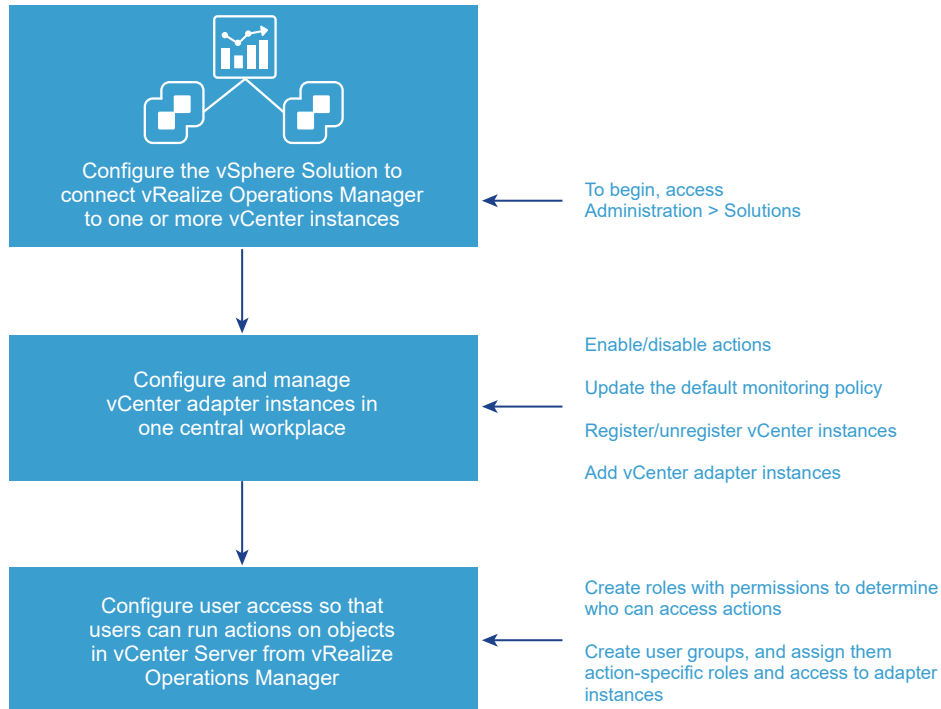 Configure the vSphere Solution to
connect vRealize Operations Manager
to one or more vCenter instances
To begin, access
Administration > Solutions
Configure and manage
vCenter adapter instances in
one central workplace
Enable/disable actions
Update the default monitoring policy
Register/unregister vCenter instances
Add vCenter adapter instances
Configure user access so that
users can run actions on objects
in vCenter Server from vRealize
Operations Manager
Create roles with permissions to determine
who can access actions
Create user groups, and assign them
action-specific roles and access to adapter
instances